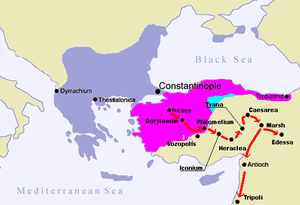 Black Sea
Constantinople
Dyrrachium
Thessalonica
Nicaea
Trebizond
Tyana
Caesarea
Dorylaeum
Philomelium
Marsh
Sozopolis
Heraclea
Edessa
Iconium
Antioch
Mediterranean Sea
Tripoli